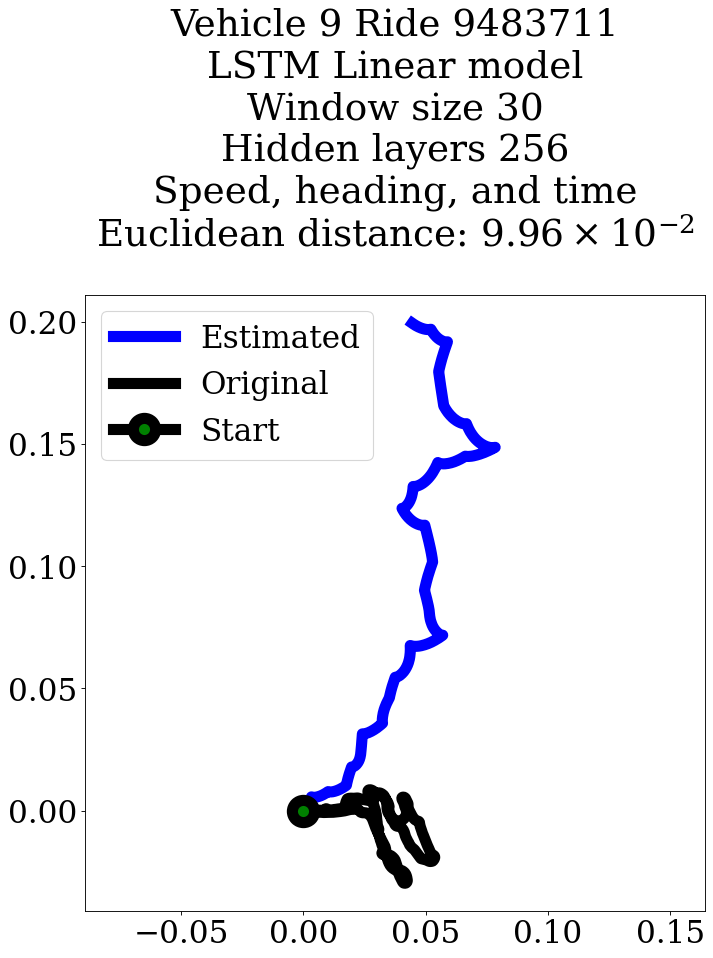 Vehicle 9 Ride 9483711
LSTM Linear model
Window size 30
Hidden layers 256
Speed, heading, and time
Euclidean distance: 9.96 × 10⁻²
Estimated
Original
Start
0.20
0.15
0.10
0.05
0.00
−0.05 0.00 0.05 0.10 0.15